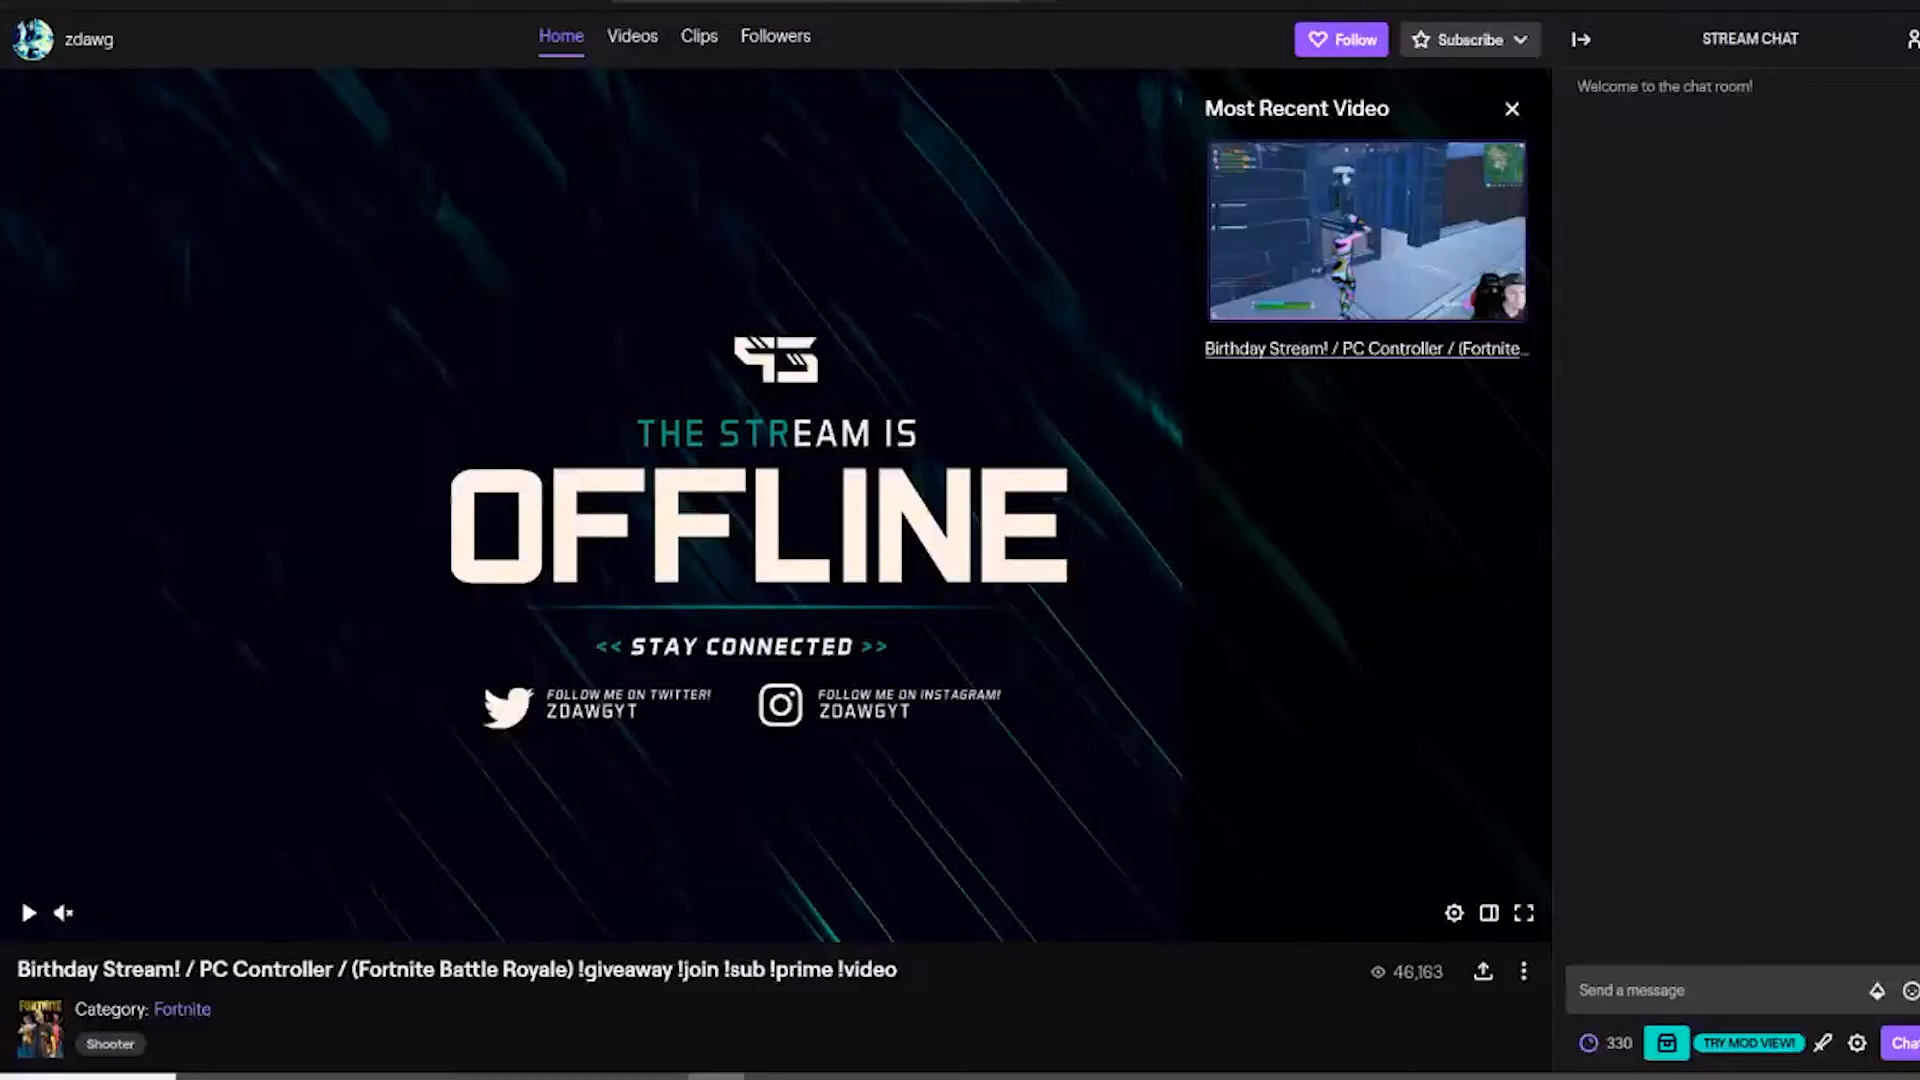 zdawg
Home
Videos
Clips
Followers
Follow
Subscribe
STREAM CHAT
Welcome to the chat room!
Most Recent Video
Birthday Stream! / PC Controller / (Fortnite...
THE STREAM IS
OFFLINE
<< STAY CONNECTED >>
FOLLOW ME ON TWITTER!
ZDAWGYT
FOLLOW ME ON INSTAGRAM!
ZDAWGYT
Birthday Stream! / PC Controller / (Fortnite Battle Royale) !giveaway !join !sub !prime !video
46,163
FORTNITE
Category: Fortnite
Shooter
Send a message
330
TRY MOD VIEW!
Chat